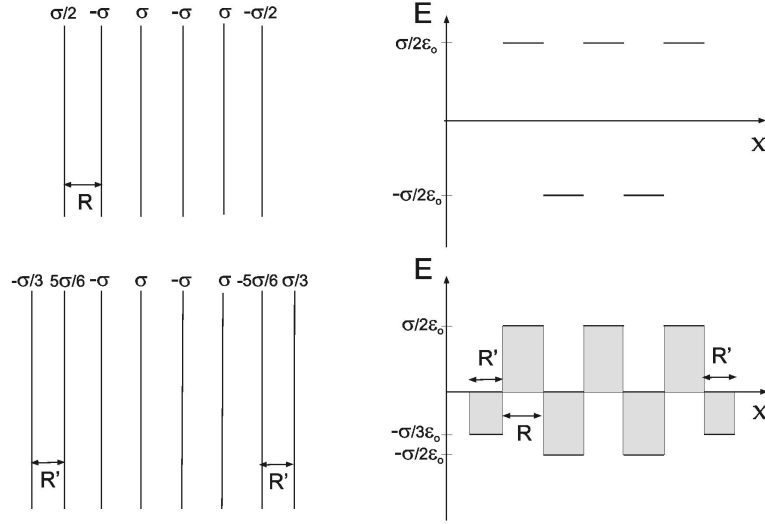 σ/2 -σ σ -σ σ -σ/2
R
E
σ/2ε₀
X
-σ/2ε₀
-σ/3 5σ/6 -σ σ -σ σ -5σ/6 σ/3
R' R'
E
σ/2ε₀
R' R'
X
R
-σ/3ε₀
-σ/2ε₀